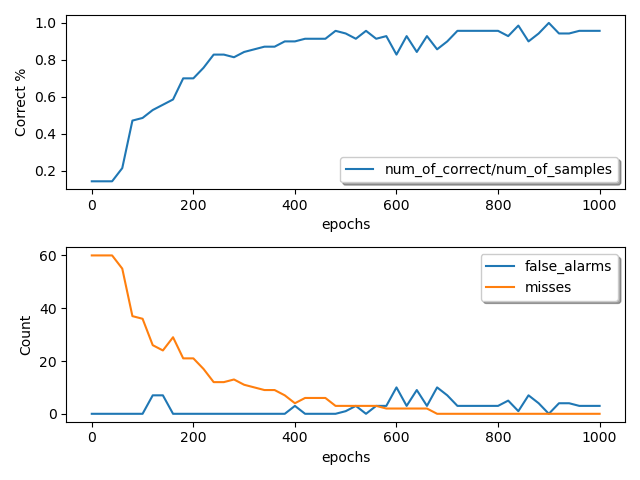 1.0
0.8
0.6
0.4
0.2
Correct %
num_of_correct/num_of_samples
0 200 400 600 800 1000
epochs
60
40
20
0
Count
false_alarms
misses
0 200 400 600 800 1000
epochs